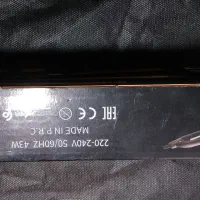 220-240V 50/60HZ 43W
MADE IN P.R.C
EAC CE